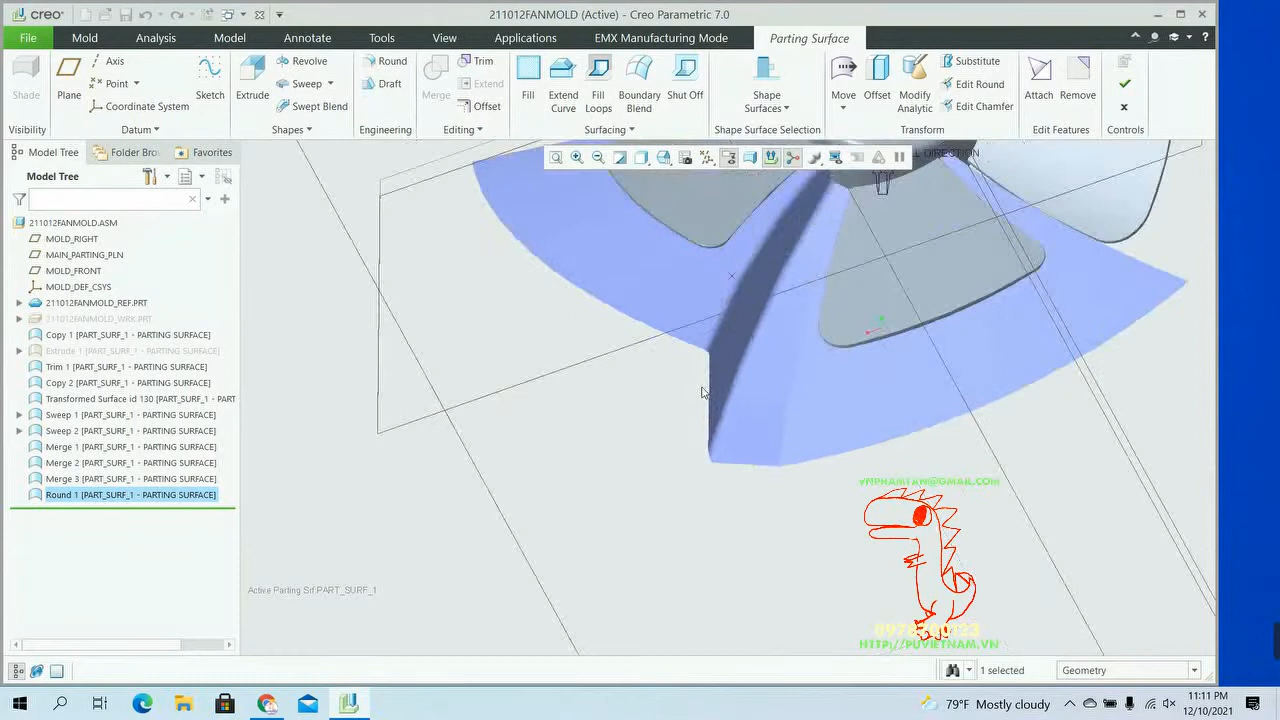 creo
211012FANMOLD (Active) - Creo Parametric 7.0
File Mold Analysis Model Annotate Tools View Applications EMX Manufacturing Mode Parting Surface
Shade
Visibility
Plane
Axis
Point
Coordinate System
Sketch
Datum
Extrude
Revolve
Sweep
Swept Blend
Shapes
Round
Draft
Engineering
Merge
Trim
Extend
Offset
Editing
Fill
Extend Curve
Fill Loops
Boundary Blend
Shut Off
Surfacing
Shape Surfaces
Shape Surface Selection
Move
Offset
Modify Analytic
Substitute
Edit Round
Edit Chamfer
Transform
Attach
Remove
Edit Features
Controls
Model Tree Folder Bro Favorites
Model Tree
211012FANMOLD.ASM
MOLD_RIGHT
MAIN_PARTING_PLN
MOLD_FRONT
MOLD_DEF_CSYS
211012FANMOLD_REF.PRT
211012FANMOLD_WRK.PRT
Copy 1 [PART_SURF_1 - PARTING SURFACE]
Extrude 1 [PART_SURF_1 - PARTING SURFACE]
Trim 1 [PART_SURF_1 - PARTING SURFACE]
Copy 2 [PART_SURF_1 - PARTING SURFACE]
Transformed Surface id 130 [PART_SURF_1 - PART
Sweep 1 [PART_SURF_1 - PARTING SURFACE]
Sweep 2 [PART_SURF_1 - PARTING SURFACE]
Merge 1 [PART_SURF_1 - PARTING SURFACE]
Merge 2 [PART_SURF_1 - PARTING SURFACE]
Merge 3 [PART_SURF_1 - PARTING SURFACE]
Round 1 [PART_SURF_1 - PARTING SURFACE]
DIRECTION
VNPHAMTAN@GMAIL.COM
Active Parting Srf:PART_SURF_1
HTTP://PUVIETNAM.VN
1 selected
Geometry
79°F Mostly cloudy
11:11 PM
12/10/2021